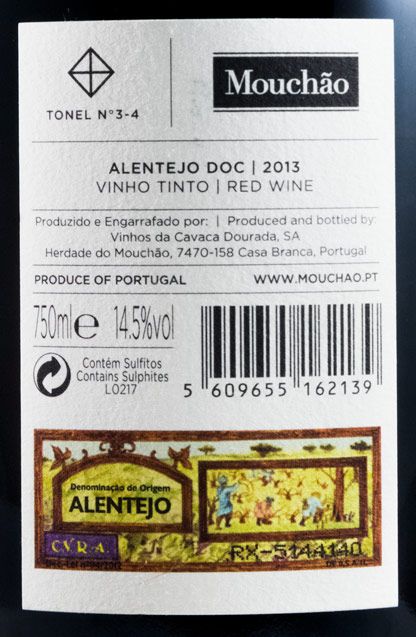 TONEL Nº3-4
Mouchão
ALENTEJO DOC | 2013
VINHO TINTO | RED WINE
Produzido e Engarrafado por: | Produced and bottled by:
Vinhos da Cavaca Dourada, SA
Herdade do Mouchão, 7470-158 Casa Branca, Portugal
PRODUCE OF PORTUGAL WWW.MOUCHAO.PT
750ml e 14.5%vol
Contém Sulfitos
Contains Sulphites
L0217
5 609655 162139
Denominação de Origem
ALENTEJO
C.V.R.A.
RX-5144140